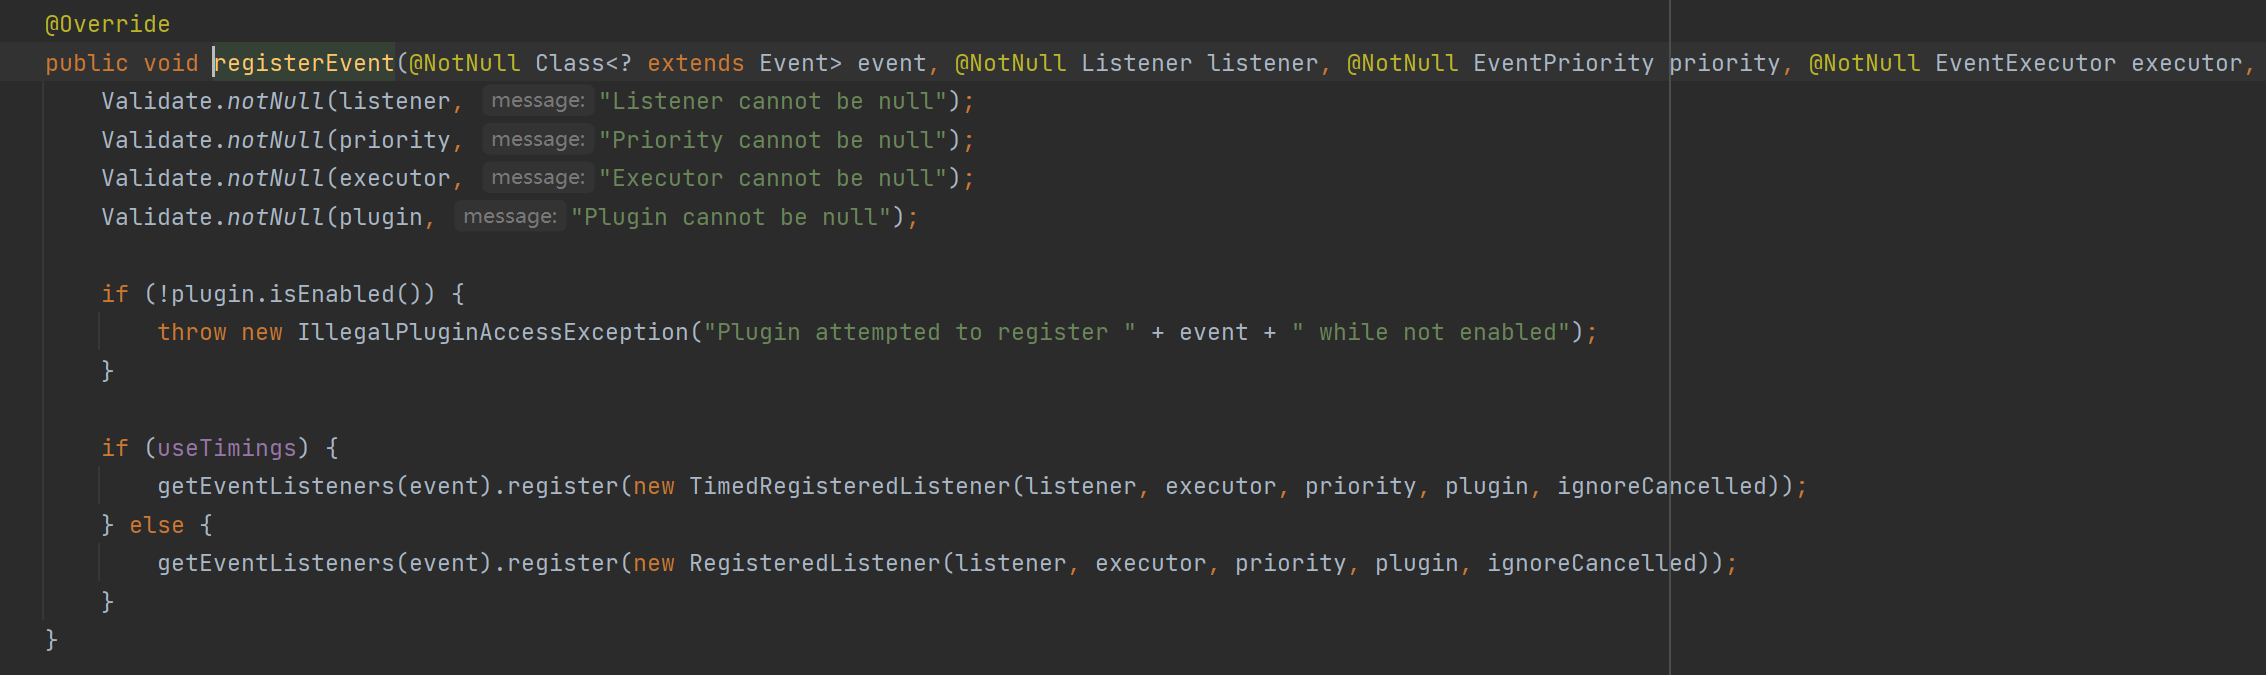 @Override
public void registerEvent(@NotNull Class<? extends Event> event, @NotNull Listener listener, @NotNull EventPriority priority, @NotNull EventExecutor executor,
Validate.notNull(listener, message: "Listener cannot be null");
Validate.notNull(priority, message: "Priority cannot be null");
Validate.notNull(executor, message: "Executor cannot be null");
Validate.notNull(plugin, message: "Plugin cannot be null");
if (!plugin.isEnabled()) {
throw new IllegalPluginAccessException("Plugin attempted to register " + event + " while not enabled");
}
if (useTimings) {
getEventListeners(event).register(new TimedRegisteredListener(listener, executor, priority, plugin, ignoreCancelled));
} else {
getEventListeners(event).register(new RegisteredListener(listener, executor, priority, plugin, ignoreCancelled));
}
}